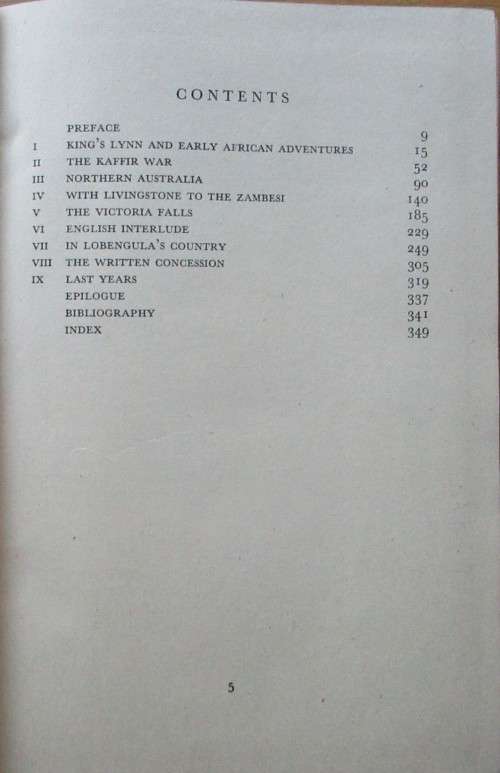 CONTENTS
PREFACE 9
I KING'S LYNN AND EARLY AFRICAN ADVENTURES 15
II THE KAFFIR WAR 52
III NORTHERN AUSTRALIA 90
IV WITH LIVINGSTONE TO THE ZAMBESI 140
V THE VICTORIA FALLS 185
VI ENGLISH INTERLUDE 229
VII IN LOBENGULA'S COUNTRY 249
VIII THE WRITTEN CONCESSION 305
IX LAST YEARS 319
EPILOGUE 337
BIBLIOGRAPHY 341
INDEX 349
5